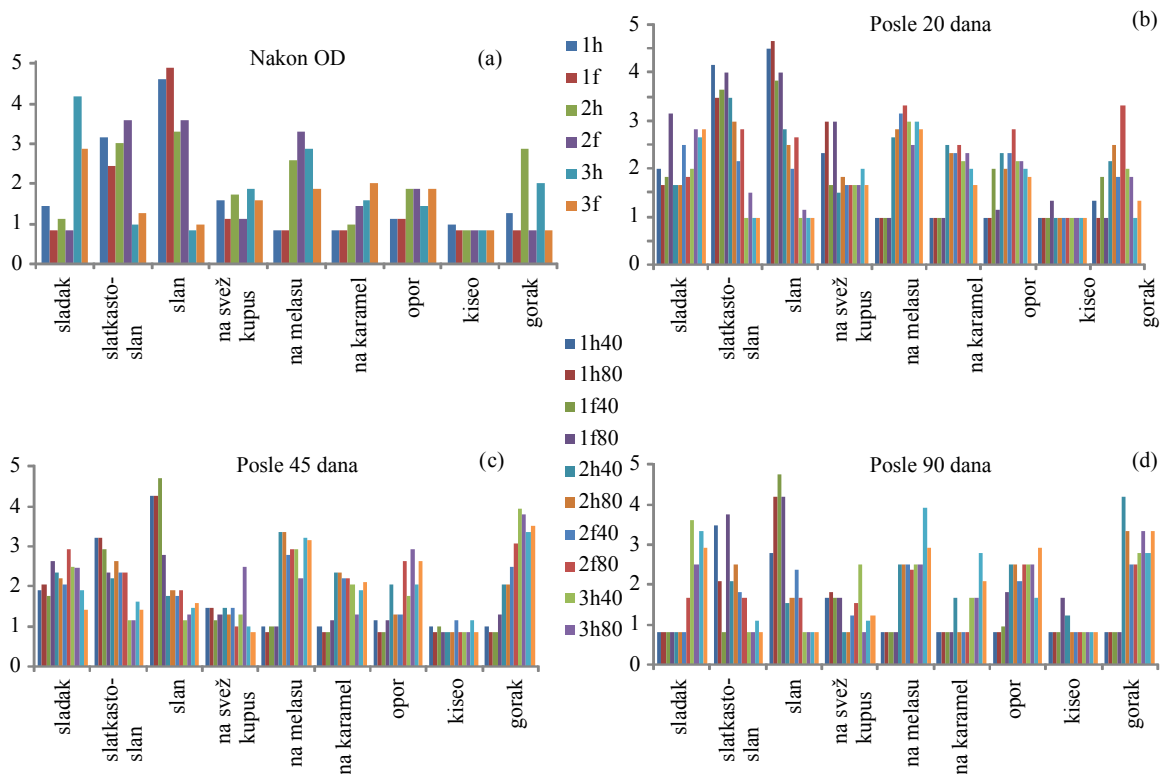 Nakon OD
(a)
5
4
3
2
1
0
sladak
slatkasto-
slan
slan
na svež
kupus
na melasu
na karamel
opor
kiseo
gorak
1h
1f
2h
2f
3h
3f
Posle 20 dana
(b)
5
4
3
2
1
0
sladak
slatkasto-
slan
slan
na svež
kupus
na melasu
na karamel
opor
kiseo
gorak
1h40
1h80
1f40
1f80
2h40
2h80
2f40
2f80
3h40
3h80
Posle 45 dana
(c)
5
4
3
2
1
0
sladak
slatkasto-
slan
slan
na svež
kupus
na melasu
na karamel
opor
kiseo
gorak
Posle 90 dana
(d)
5
4
3
2
1
0
sladak
slatkasto-
slan
slan
na svež
kupus
na melasu
na karamel
opor
kiseo
gorak